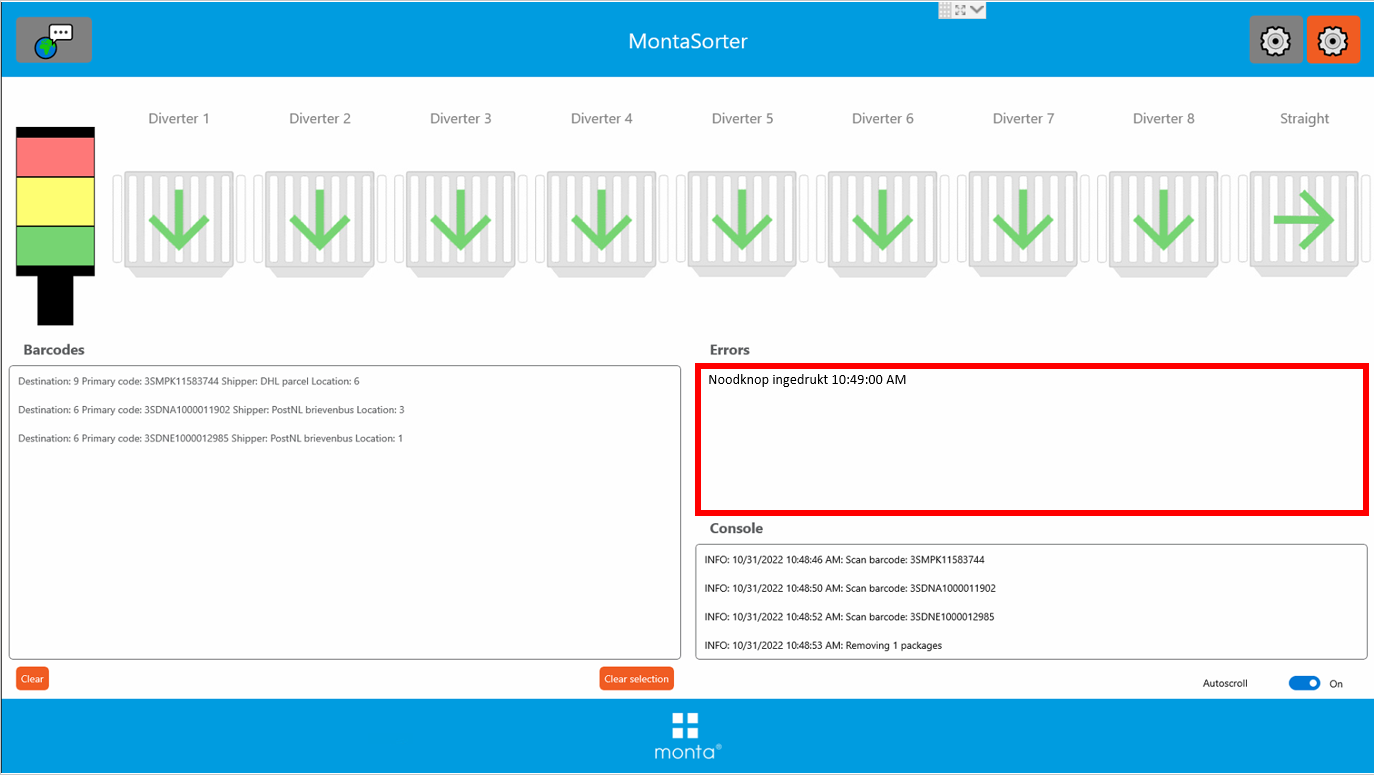 MontaSorter
Diverter 1 Diverter 2 Diverter 3 Diverter 4 Diverter 5 Diverter 6 Diverter 7 Diverter 8 Straight
Barcodes
Destination: 9 Primary code: 3SMPK11583744 Shipper: DHL parcel Location: 6
Destination: 6 Primary code: 3SDNA1000011902 Shipper: PostNL brievenbus Location: 3
Destination: 6 Primary code: 3SDNE1000012985 Shipper: PostNL brievenbus Location: 1
Clear
Clear selection
Errors
Noodknop ingedrukt 10:49:00 AM
Console
INFO: 10/31/2022 10:48:46 AM: Scan barcode: 3SMPK11583744
INFO: 10/31/2022 10:48:50 AM: Scan barcode: 3SDNA1000011902
INFO: 10/31/2022 10:48:52 AM: Scan barcode: 3SDNE1000012985
INFO: 10/31/2022 10:48:53 AM: Removing 1 packages
Autoscroll On
monta®